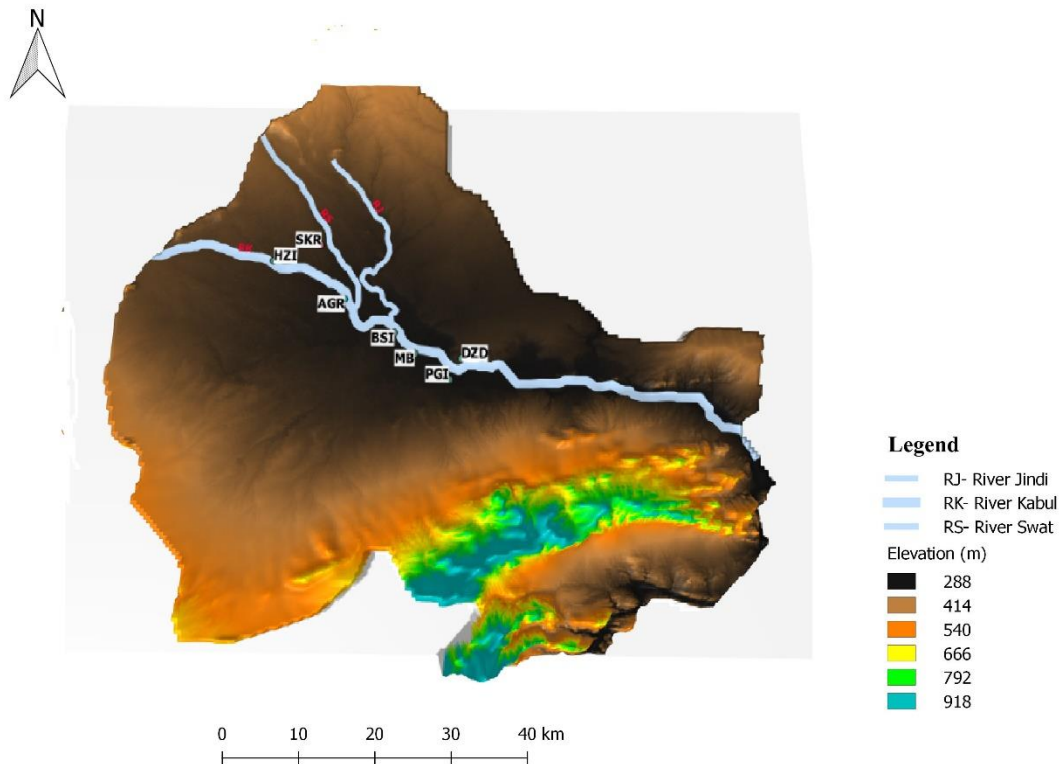 N
SKR
HZI
AGR
BSI
MB
DZD
PGI
Legend
RJ- River Jindi
RK- River Kabul
RS- River Swat
Elevation (m)
288
414
540
666
792
918
0 10 20 30 40 km